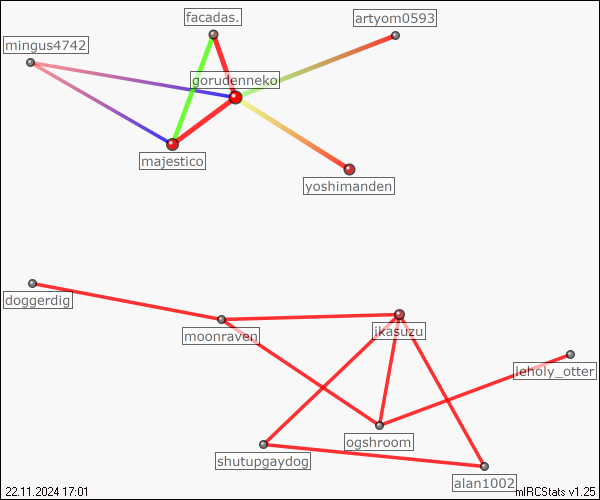 facadas.
artyom0593
mingus4742
gorudenneko
majestico
yoshimanden
doggerdig
moonraven
ikasuzu
leholy_otter
ogshroom
shutupgaydog
alan1002
22.11.2024 17:01
mIRCStats v1.25